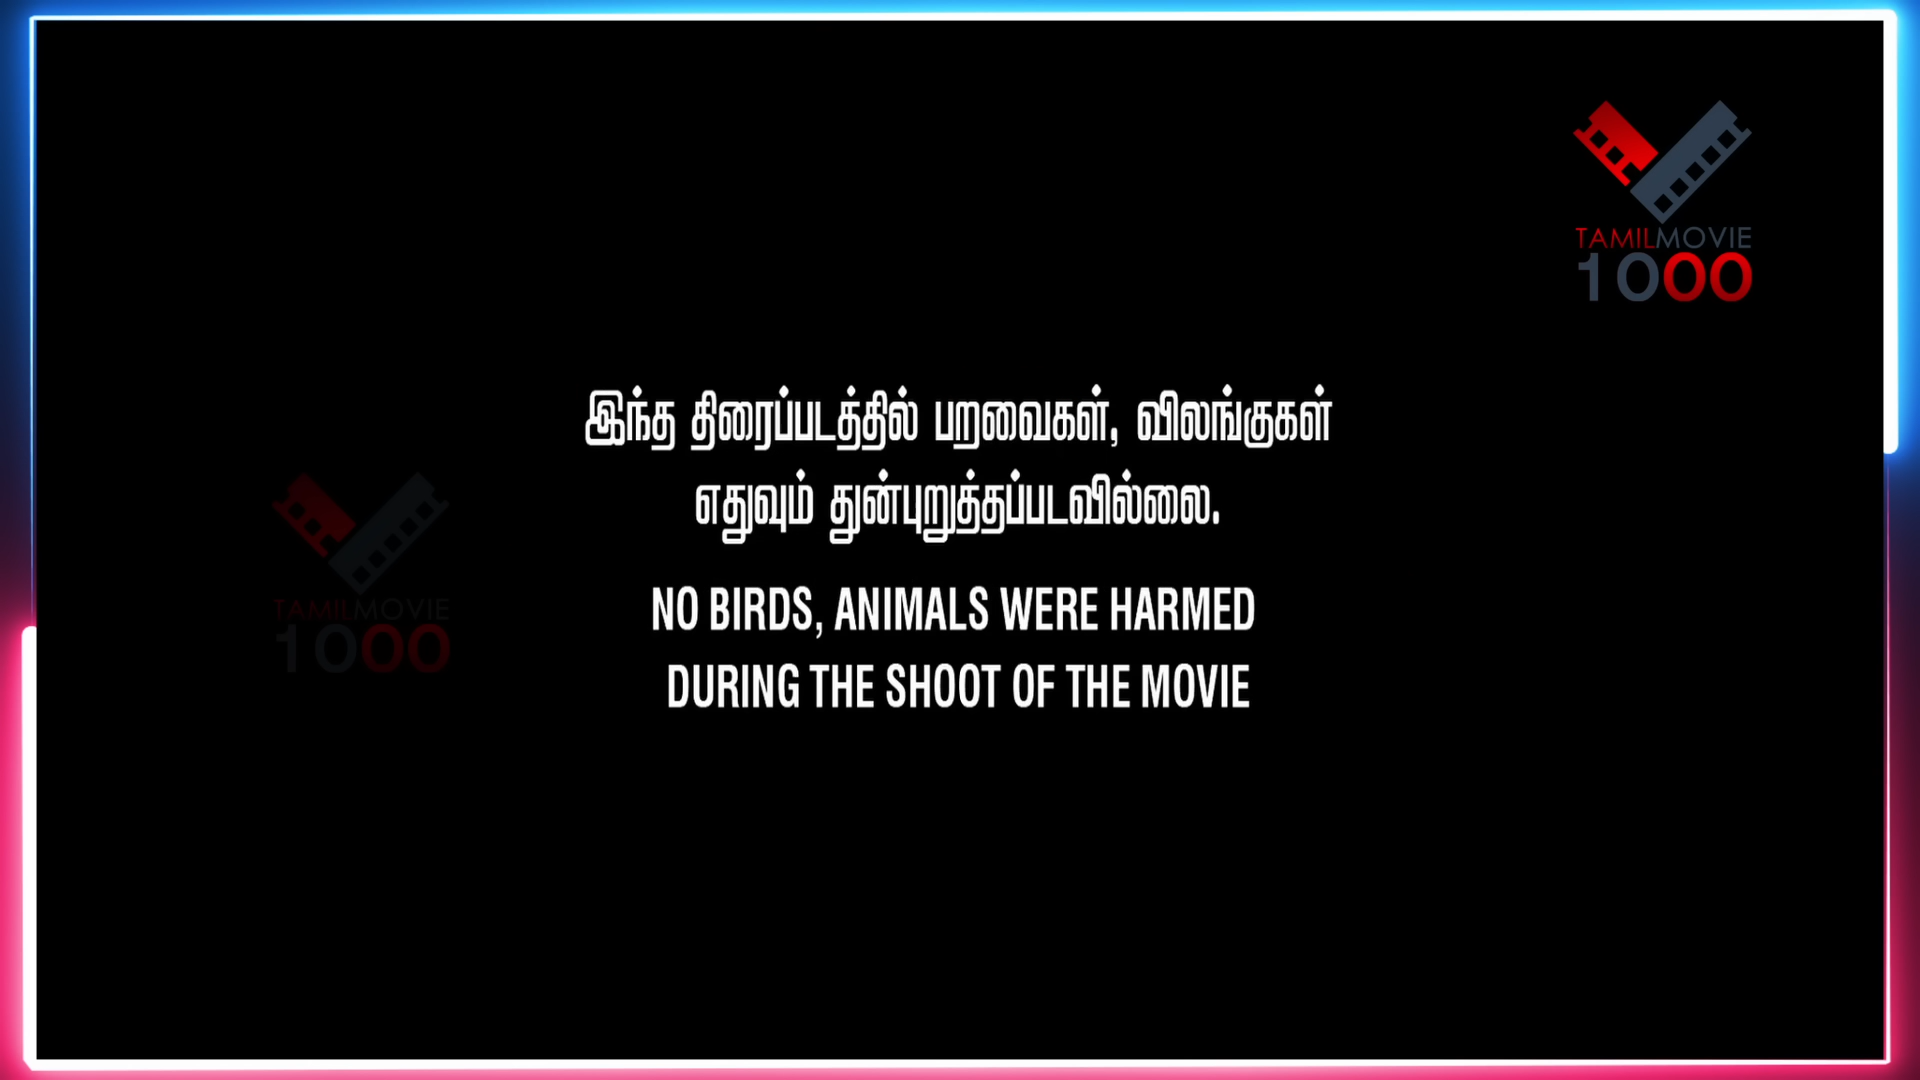 TAMILMOVIE
1000
இந்த திரைப்படத்தில் பறவைகள், விலங்குகள்
எதுவும் துன்புறுத்தப்படவில்லை.
TAMILMOVIE
1000
NO BIRDS, ANIMALS WERE HARMED
DURING THE SHOOT OF THE MOVIE